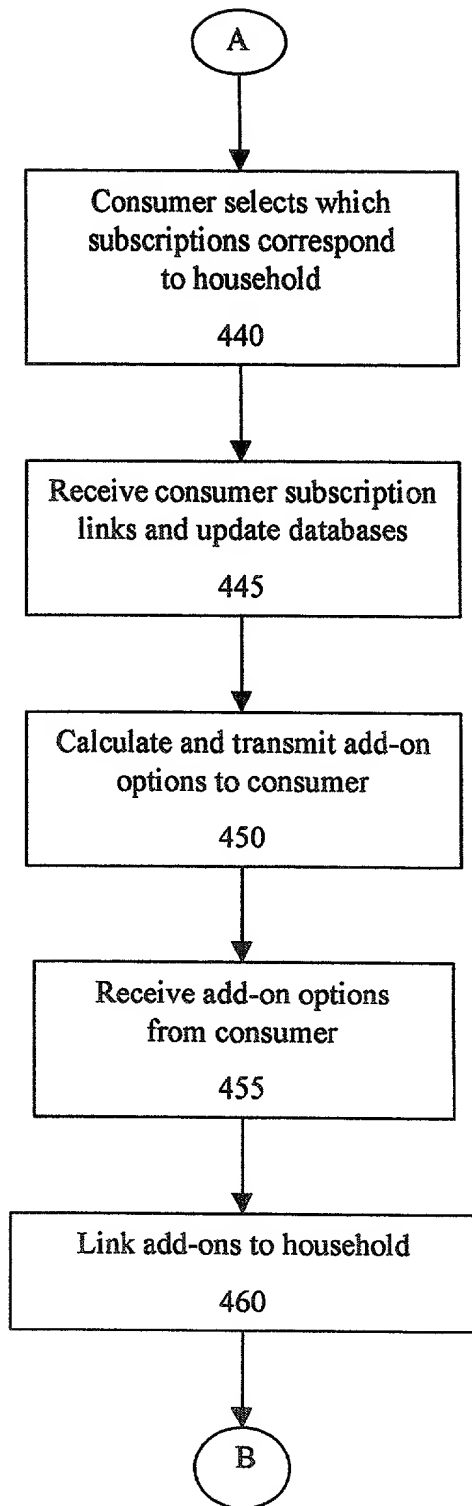 A
Consumer selects which
subscriptions correspond
to household
440
Receive consumer subscription
links and update databases
445
Calculate and transmit add-on
options to consumer
450
Receive add-on options
from consumer
455
Link add-ons to household
460
B